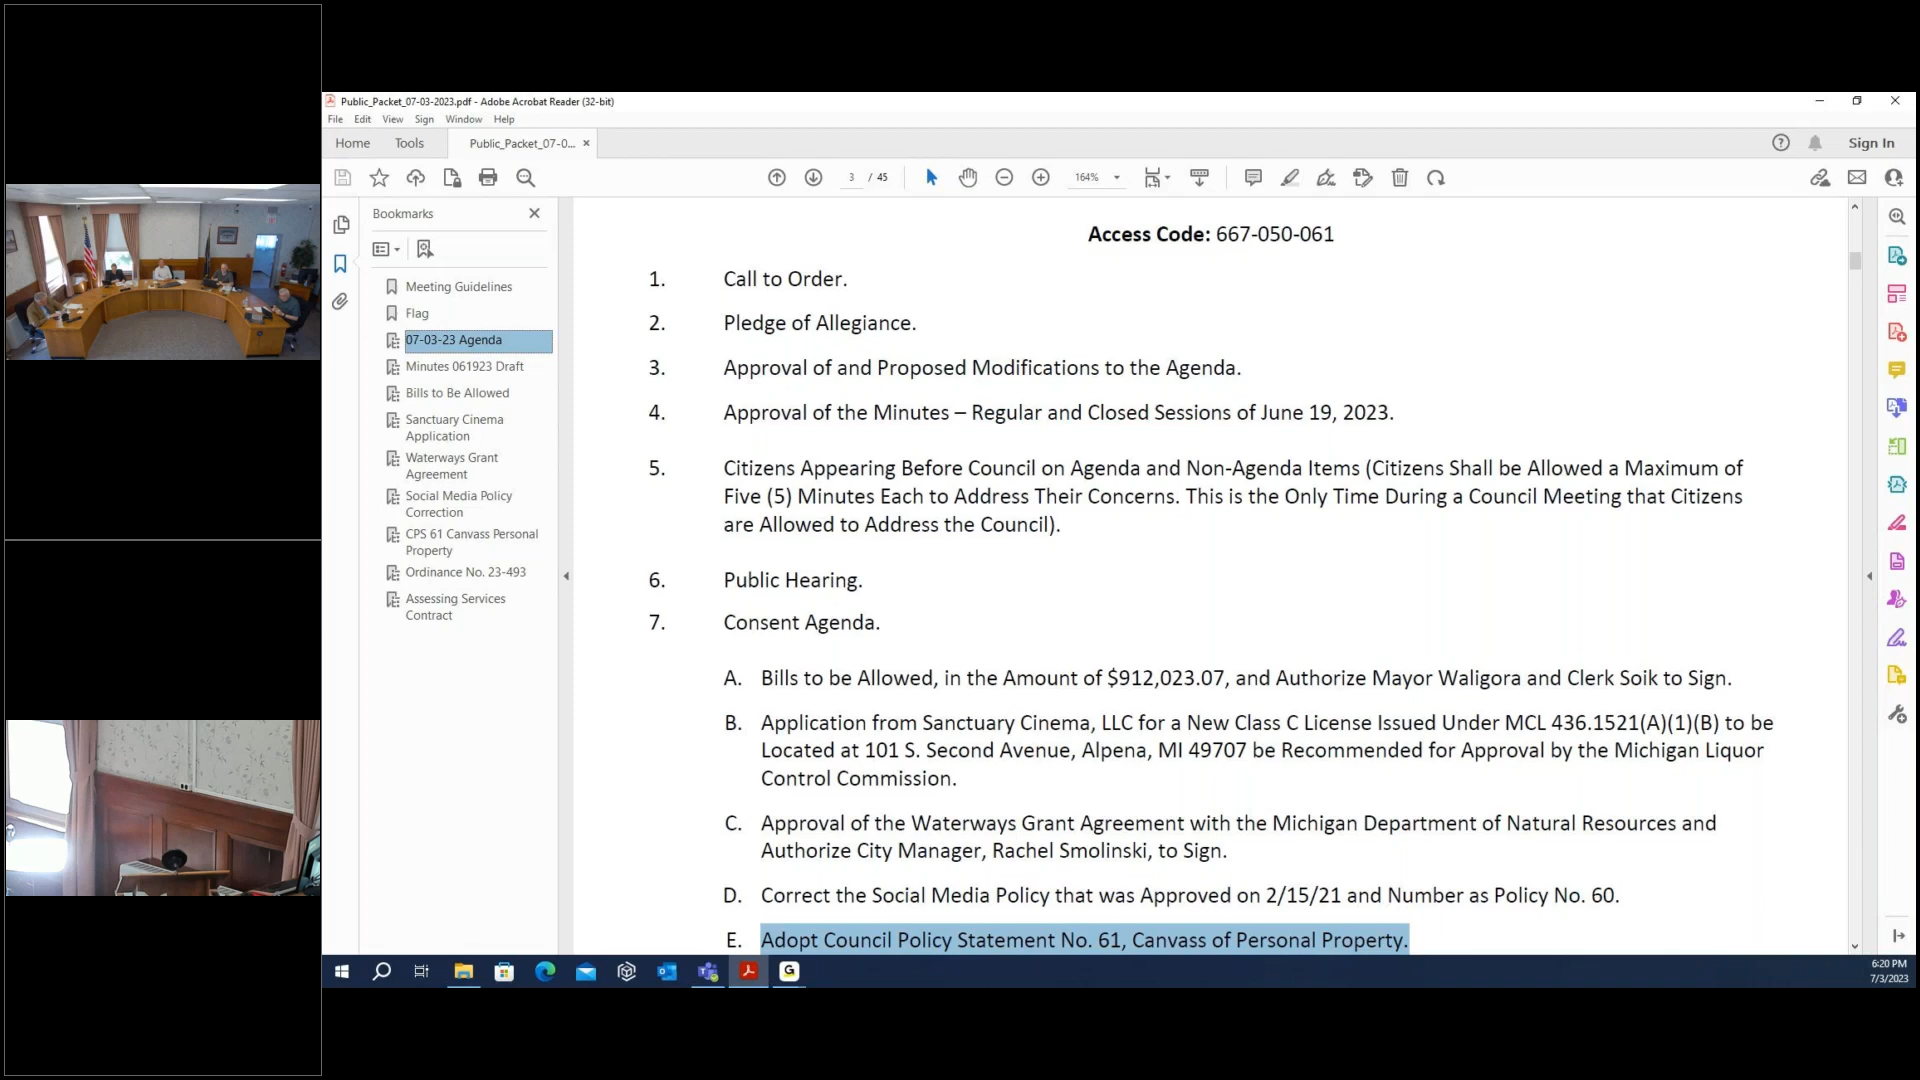 Public_Packet_07-03-2023.pdf - Adobe Acrobat Reader (32-bit)
File Edit View Sign Window Help
Home Tools Public_Packet_07-0... × Sign In
3 / 45 164%
Bookmarks
Meeting Guidelines
Flag
07-03-23 Agenda
Minutes 061923 Draft
Bills to Be Allowed
Sanctuary Cinema
Application
Waterways Grant
Agreement
Social Media Policy
Correction
CPS 61 Canvass Personal
Property
Ordinance No. 23-493
Assessing Services
Contract
Access Code: 667-050-061
1. Call to Order.
2. Pledge of Allegiance.
3. Approval of and Proposed Modifications to the Agenda.
4. Approval of the Minutes – Regular and Closed Sessions of June 19, 2023.
5. Citizens Appearing Before Council on Agenda and Non-Agenda Items (Citizens Shall be Allowed a Maximum of
Five (5) Minutes Each to Address Their Concerns. This is the Only Time During a Council Meeting that Citizens
are Allowed to Address the Council).
6. Public Hearing.
7. Consent Agenda.
A. Bills to be Allowed, in the Amount of $912,023.07, and Authorize Mayor Waligora and Clerk Soik to Sign.
B. Application from Sanctuary Cinema, LLC for a New Class C License Issued Under MCL 436.1521(A)(1)(B) to be
Located at 101 S. Second Avenue, Alpena, MI 49707 be Recommended for Approval by the Michigan Liquor
Control Commission.
C. Approval of the Waterways Grant Agreement with the Michigan Department of Natural Resources and
Authorize City Manager, Rachel Smolinski, to Sign.
D. Correct the Social Media Policy that was Approved on 2/15/21 and Number as Policy No. 60.
E. Adopt Council Policy Statement No. 61, Canvass of Personal Property.
6:20 PM
7/3/2023